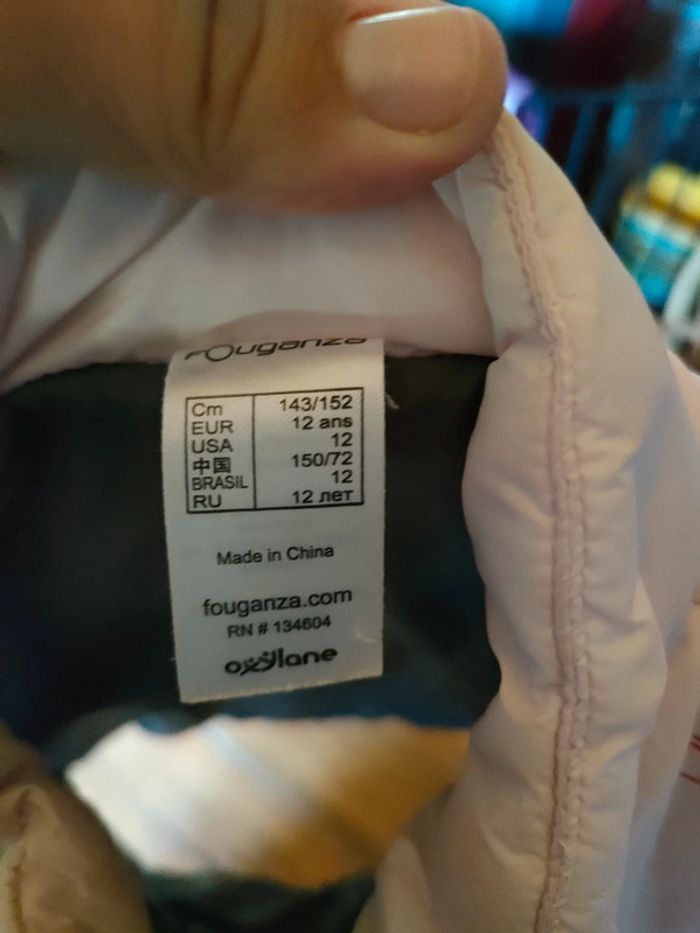 Fouganza
Cm 143/152
EUR 12 ans
USA 12
中国 150/72
BRASIL 12
RU 12 лет
Made in China
fouganza.com
RN # 134604
oxylane